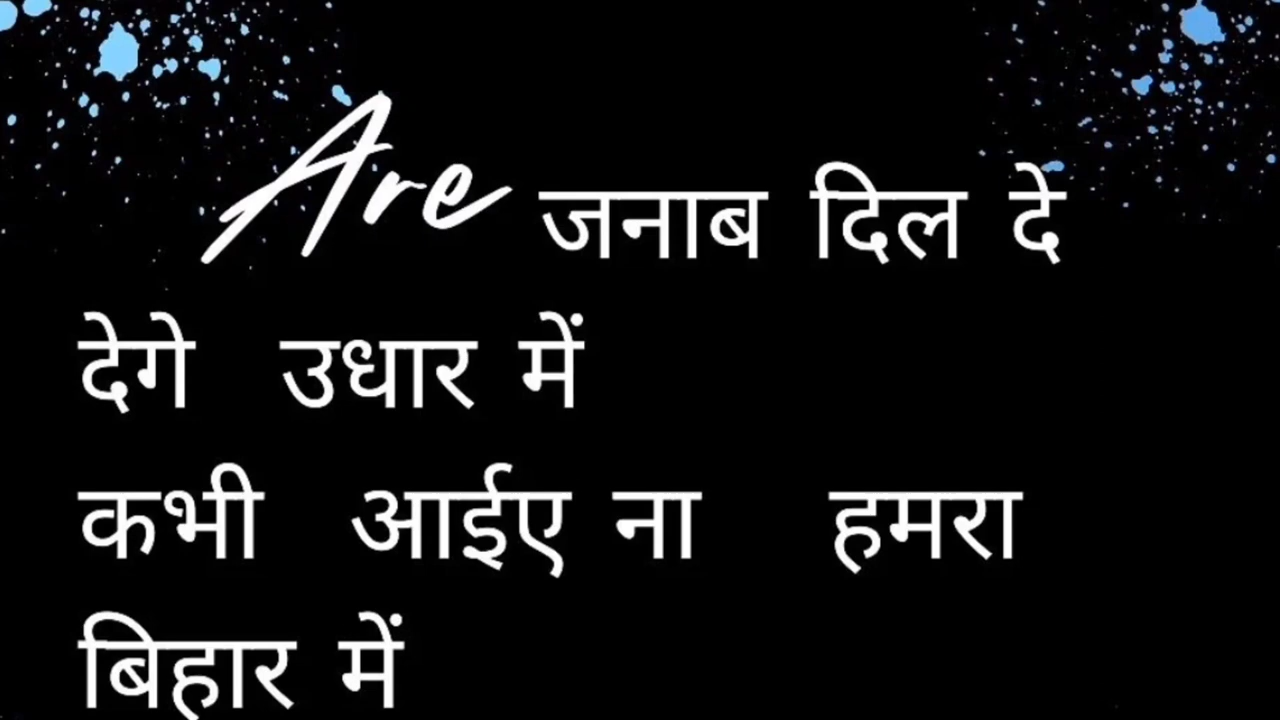 Are जनाब दिल दे
देगे उधार में
कभी आईए ना हमरा
बिहार में